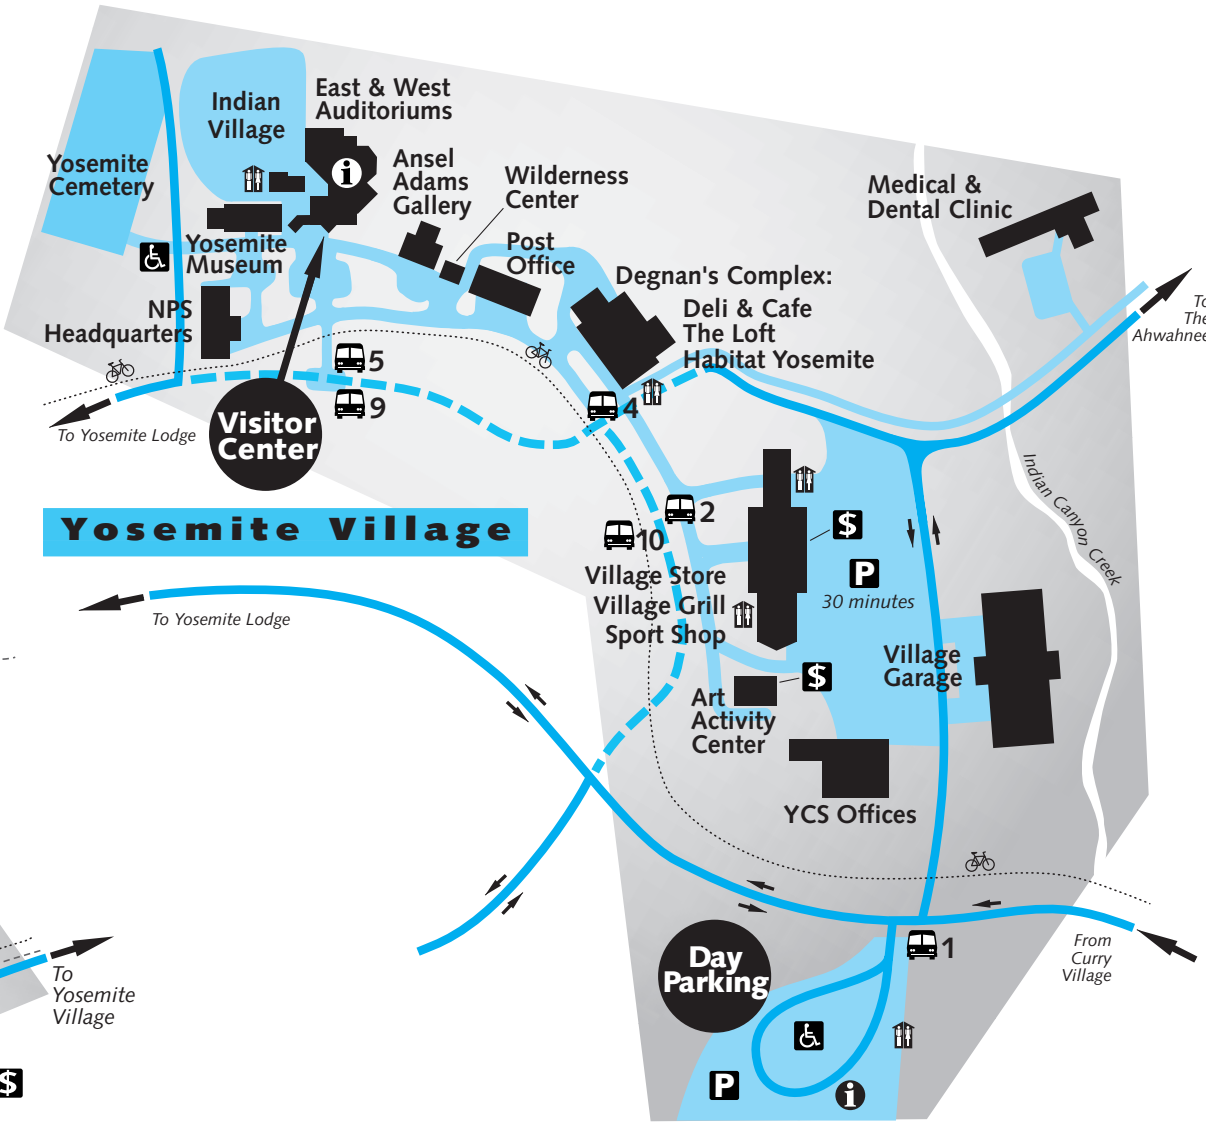 East & West
Auditoriums
Indian
Village
Yosemite
Cemetery
Ansel
Adams
Gallery
Wilderness
Center
Medical &
Dental Clinic
i
Yosemite
Museum
Post
Office
Degnan's Complex:
Deli & Cafe
The Loft
Habitat Yosemite
NPS
Headquarters
To
The
Ahwahnee
5
9
4
To Yosemite Lodge
Visitor
Center
Yosemite Village
2
10
$
Indian Canyon Creek
P
30 minutes
Village Store
Village Grill
Sport Shop
To Yosemite Lodge
Village
Garage
$
Art
Activity
Center
YCS Offices
1
From
Curry
Village
Day
Parking
To
Yosemite
Village
P
i
$